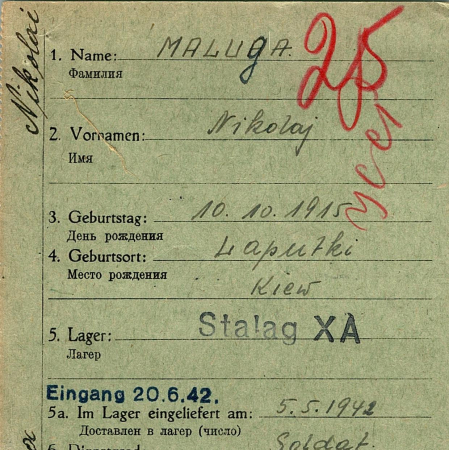 Nikolai
1. Name: MALUGA.
Фамилия
25
2. Vornamen: Nikolaj
Имя
3. Geburtstag: 10.10.1915
День рождения
4. Geburtsort: Laputki
Место рождения
Kiew
5. Lager: Stalag XA
Лагер
Eingang 20.6.42.
5a. Im Lager eingeliefert am: 5.5.1942
Доставлен в лагер (число)
Soldat.